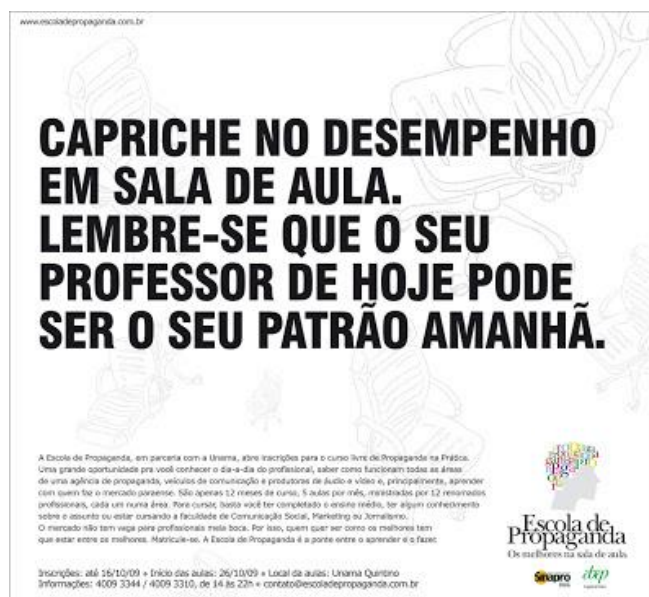 www.escoladepropaganda.com.br
CAPRICHE NO DESEMPENHO
EM SALA DE AULA.
LEMBRE-SE QUE O SEU
PROFESSOR DE HOJE PODE
SER O SEU PATRÃO AMANHÃ.
A Escola de Propaganda, em parceria com a Unama, abre inscrições para o curso livre de Propaganda na Prática.
Uma grande oportunidade pra você conhecer o dia-a-dia do profissional, saber como funcionam todas as áreas
de uma agência de propaganda, veículos de comunicação e produtoras de áudio e vídeo e, principalmente, aprender
com quem faz o mercado paraense. São apenas 12 meses de curso, 5 aulas por mês, ministradas por 12 renomados
profissionais, cada um numa área. Para cursar, basta você ter completado o ensino médio, ter algum conhecimento
sobre o assunto ou estar cursando a faculdade de Comunicação Social, Marketing ou Jornalismo.
O mercado não tem vaga para profissionais meia boca. Por isso, quem quer ser como os melhores tem
que estar entre os melhores. Matricule-se. A Escola de Propaganda é a ponte entre o aprender e o fazer.
Inscrições: até 16/10/09 • Início das aulas: 26/10/09 • Local da aulas: Unama Quintino
Informações: 4009 3344 / 4009 3310, de 14 às 22h • contato@escoladepropaganda.com.br
Escola de
Propaganda
Os melhores na sala de aula.
Sinapro